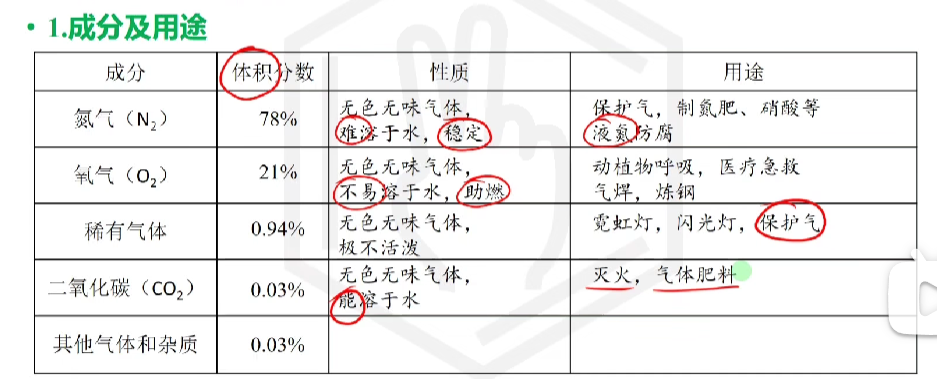 • 1.成分及用途
成分 体积分数 性质 用途
氮气（N₂） 78% 无色无味气体， 保护气，制氮肥、硝酸等
难溶于水，稳定 液氮防腐
氧气（O₂） 21% 无色无味气体， 动植物呼吸，医疗急救
不易溶于水，助燃 气焊，炼钢
稀有气体 0.94% 无色无味气体， 霓虹灯，闪光灯，保护气
极不活泼
二氧化碳（CO₂） 0.03% 无色无味气体， 灭火，气体肥料
能溶于水
其他气体和杂质 0.03%